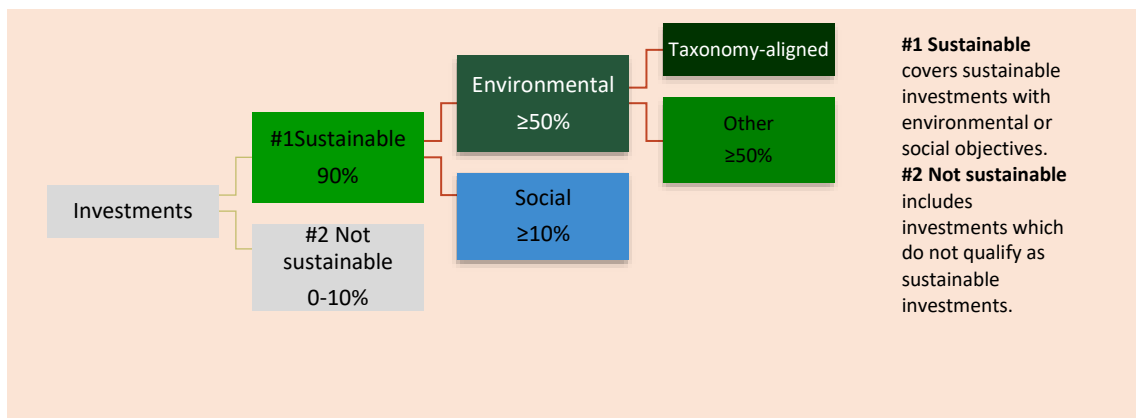 Investments
#1Sustainable
90%
#2 Not
sustainable
0-10%
Environmental
≥50%
Social
≥10%
Taxonomy-aligned
Other
≥50%
#1 Sustainable
covers sustainable
investments with
environmental or
social objectives.
#2 Not sustainable
includes
investments which
do not qualify as
sustainable
investments.